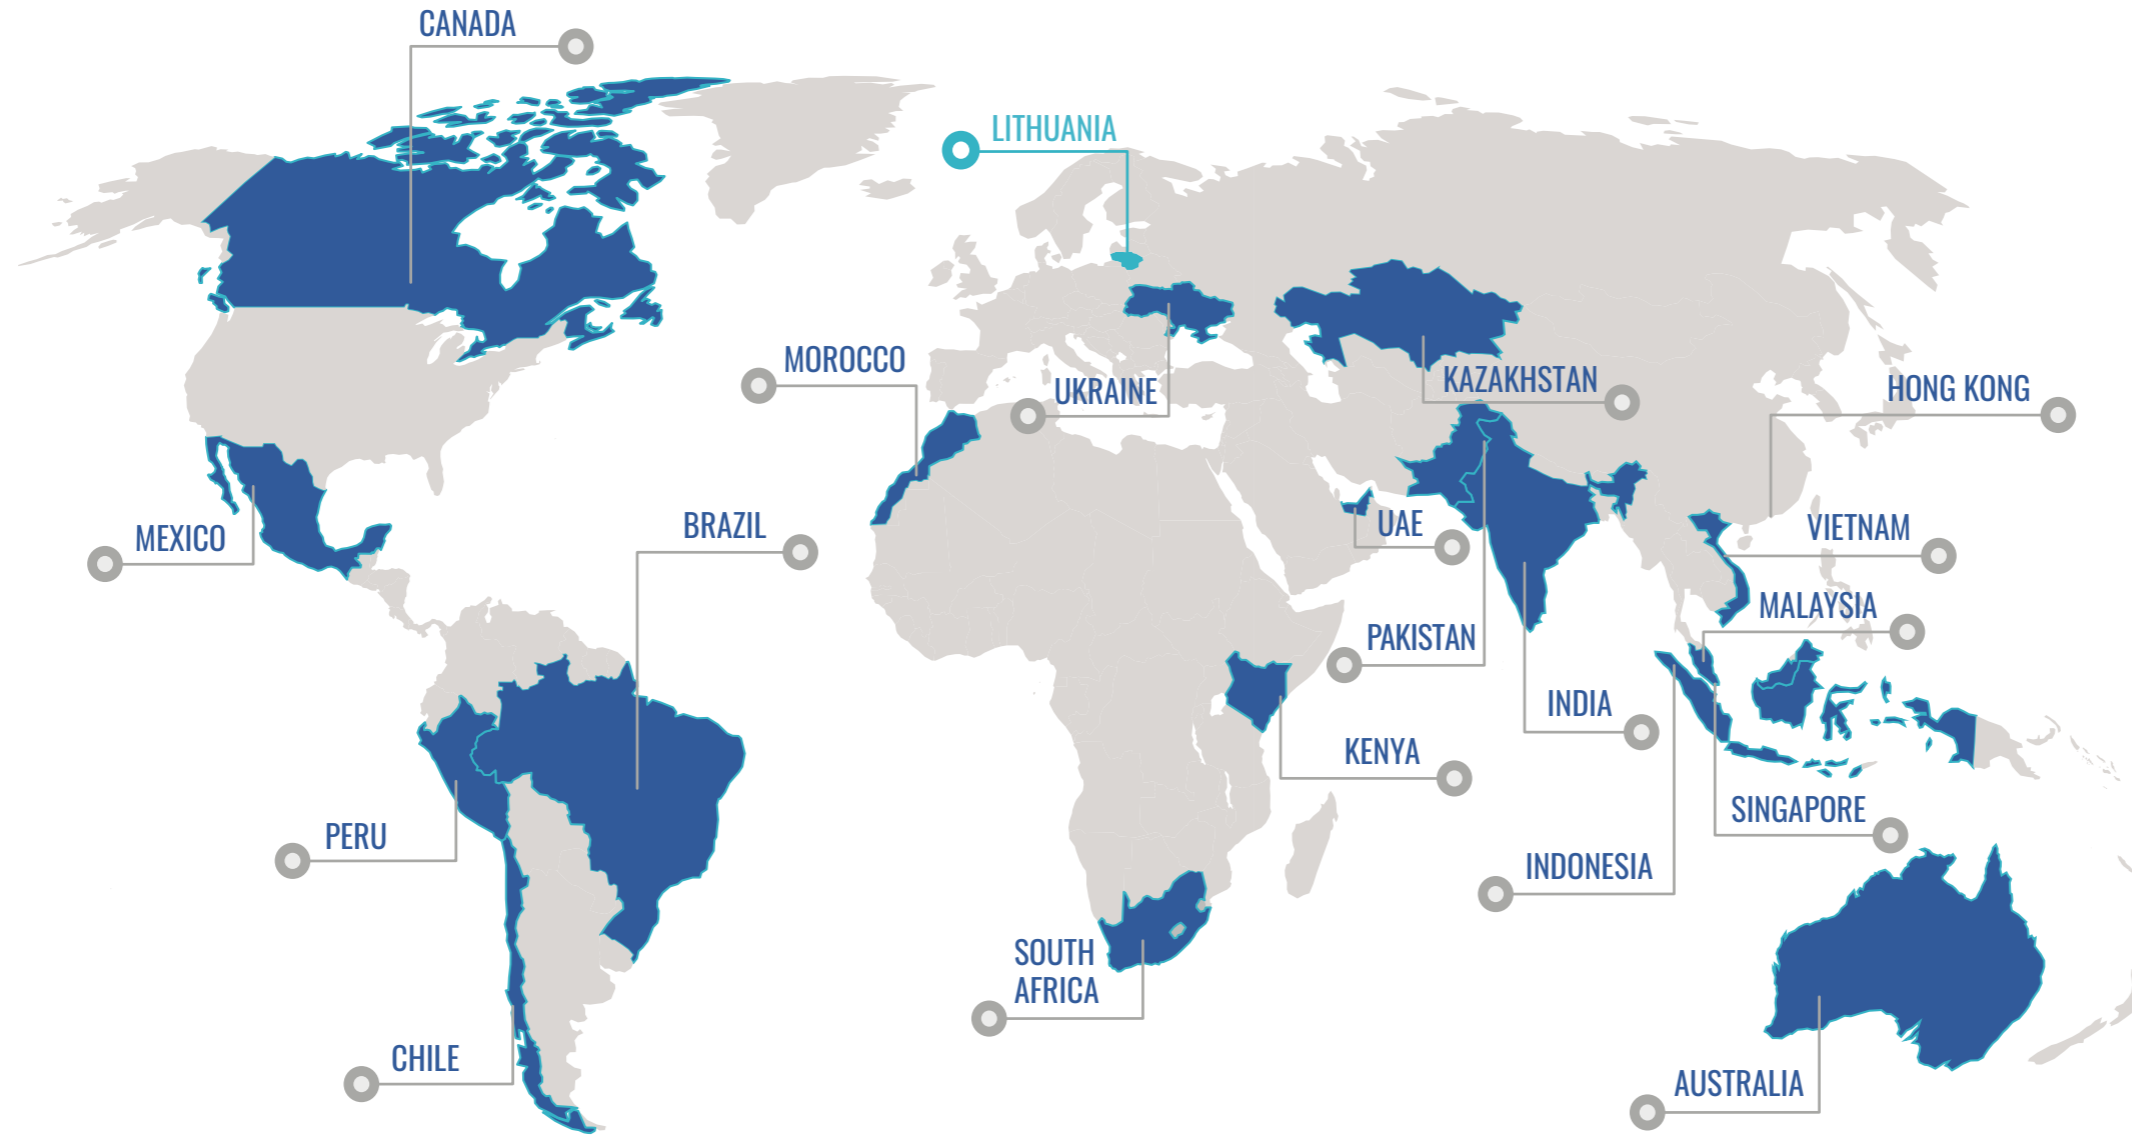 CANADA
LITHUANIA
MOROCCO
UKRAINE
KAZAKHSTAN
HONG KONG
MEXICO
BRAZIL
UAE
VIETNAM
MALAYSIA
PAKISTAN
INDIA
KENYA
SINGAPORE
PERU
INDONESIA
SOUTH
AFRICA
CHILE
AUSTRALIA